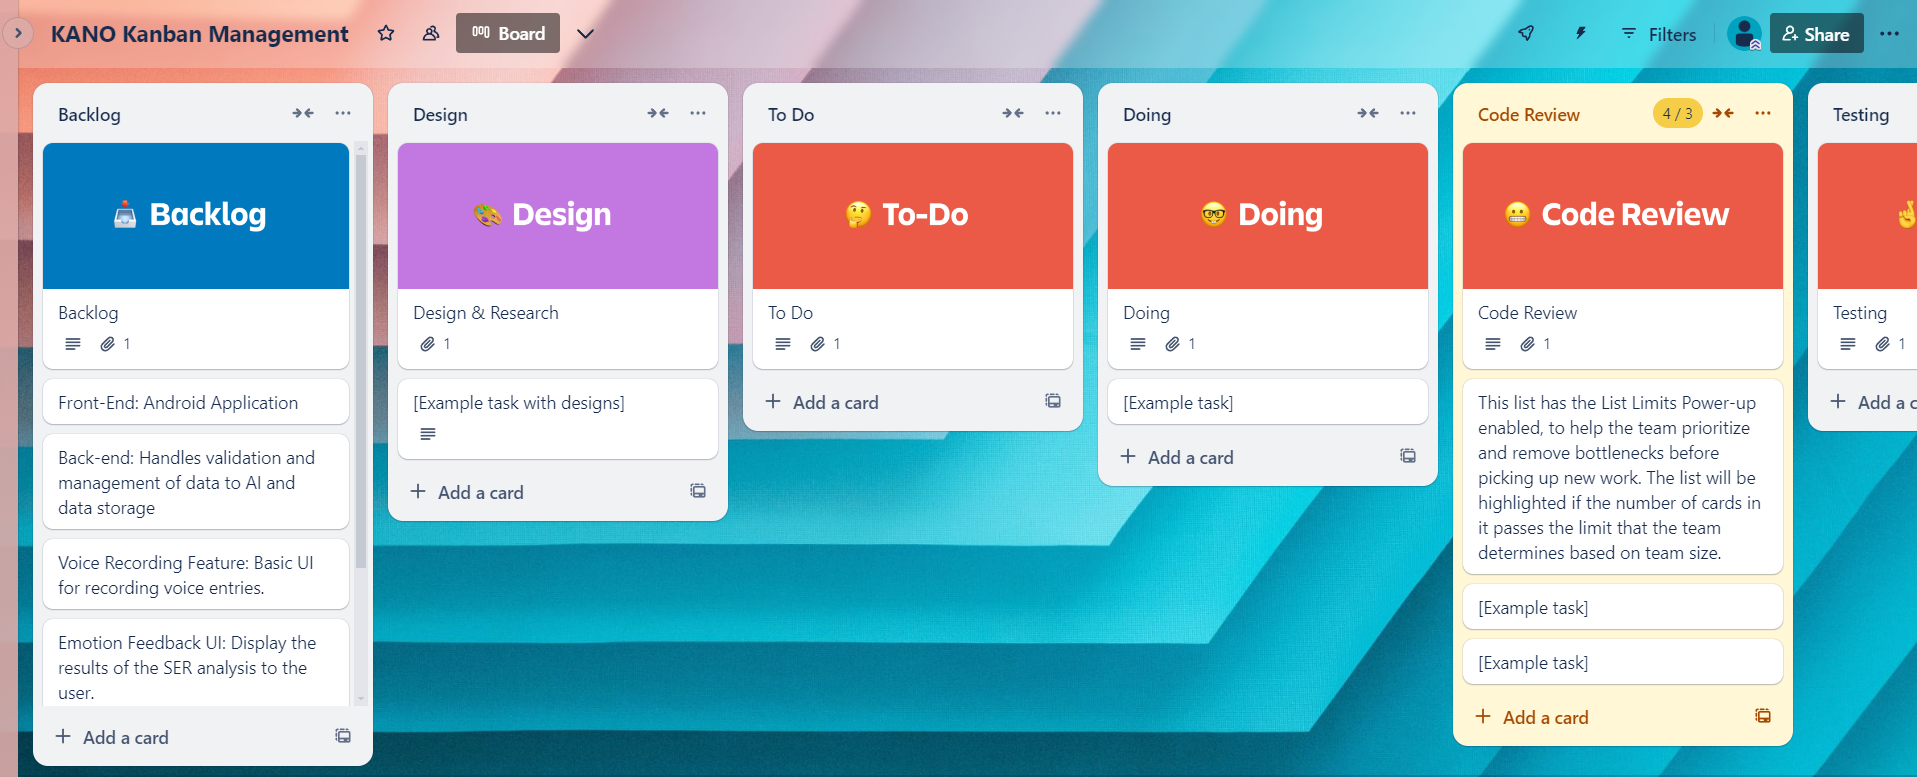 KANO Kanban Management
Board
Filters
Share
Backlog
Backlog
Backlog
1
Front-End: Android Application
Back-end: Handles validation and
management of data to AI and
data storage
Voice Recording Feature: Basic UI
for recording voice entries.
Emotion Feedback UI: Display the
results of the SER analysis to the
user.
Add a card
Design
Design
Design & Research
1
[Example task with designs]
Add a card
To Do
To-Do
To Do
1
Add a card
Doing
Doing
Doing
1
[Example task]
Add a card
Code Review
4 / 3
Code Review
Code Review
1
This list has the List Limits Power-up
enabled, to help the team prioritize
and remove bottlenecks before
picking up new work. The list will be
highlighted if the number of cards in
it passes the limit that the team
determines based on team size.
[Example task]
[Example task]
Add a card
Testing
Testing
1
Add a c